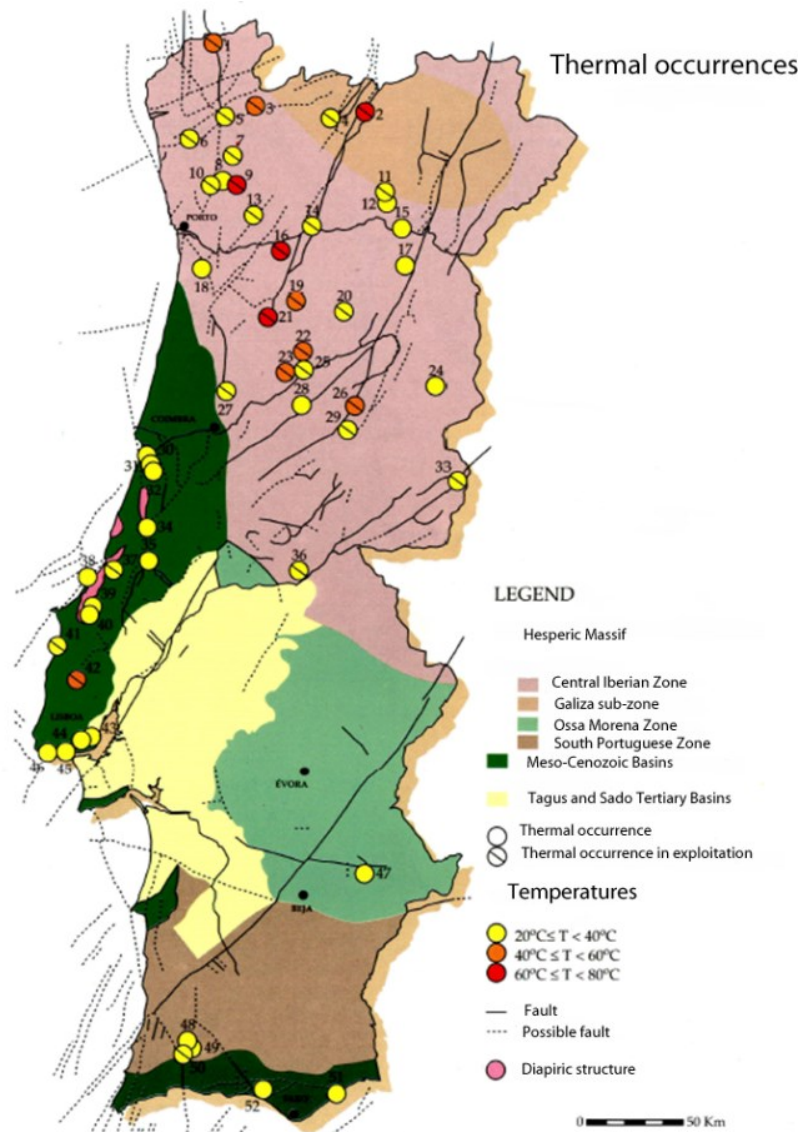 Thermal occurrences
1
3
2
5
4
6
7
8
10
9
11
12
13
14
15
PORTO
16
17
18
19
20
21
22
23
25
24
26
27
28
29
COIMBRA
30
31
32
33
34
35
36
37
38
39
40
41
42
LISBOA
43
44
45
46
ÉVORA
47
BEJA
48
49
50
51
52
LEGEND
Hesperic Massif
Central Iberian Zone
Galiza sub-zone
Ossa Morena Zone
South Portuguese Zone
Meso-Cenozoic Basins
Tagus and Sado Tertiary Basins
Thermal occurrence
Thermal occurrence in exploitation
Temperatures
20ºC≤ T < 40ºC
40ºC ≤ T < 60ºC
60ºC ≤ T < 80ºC
Fault
Possible fault
Diapiric structure
0 50 Km